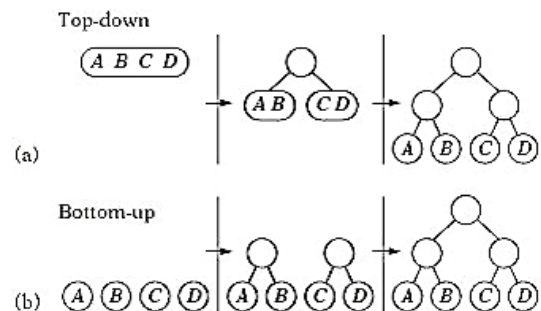 Top-down
A B C D
A B
C D
A B C D
(a)
Bottom-up
(b)
A B C D
A B C D
A B C D